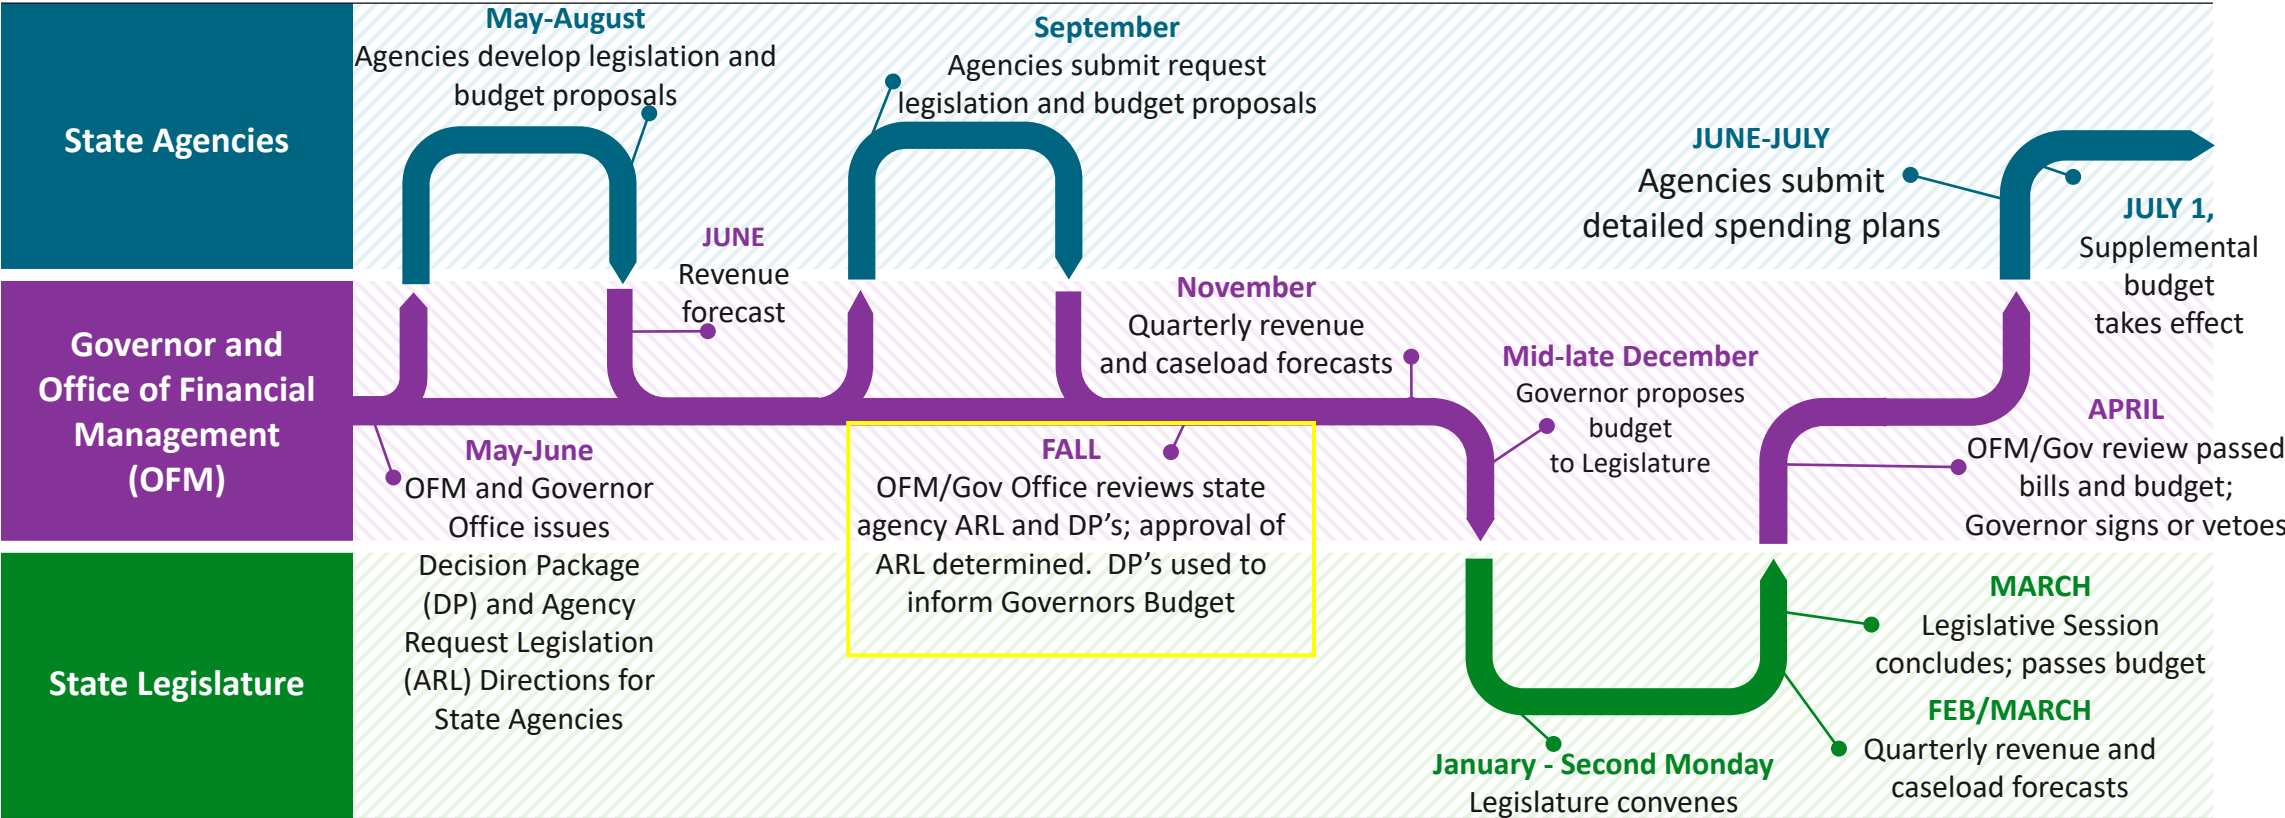 State Agencies
May-August
Agencies develop legislation and
budget proposals
September
Agencies submit request
legislation and budget proposals
JUNE-JULY
Agencies submit
detailed spending plans
JULY 1,
Supplemental
budget
takes effect
Governor and
Office of Financial
Management
(OFM)
May-June
OFM and Governor
Office issues
Decision Package
(DP) and Agency
Request Legislation
(ARL) Directions for
State Agencies
JUNE
Revenue
forecast
FALL
OFM/Gov Office reviews state
agency ARL and DP’s; approval of
ARL determined.  DP’s used to
inform Governors Budget
November
Quarterly revenue
and caseload forecasts
Mid-late December
Governor proposes
budget
to Legislature
APRIL
OFM/Gov review passed
bills and budget;
Governor signs or vetoes
State Legislature
January - Second Monday
Legislature convenes
MARCH
Legislative Session
concludes; passes budget
FEB/MARCH
Quarterly revenue and
caseload forecasts